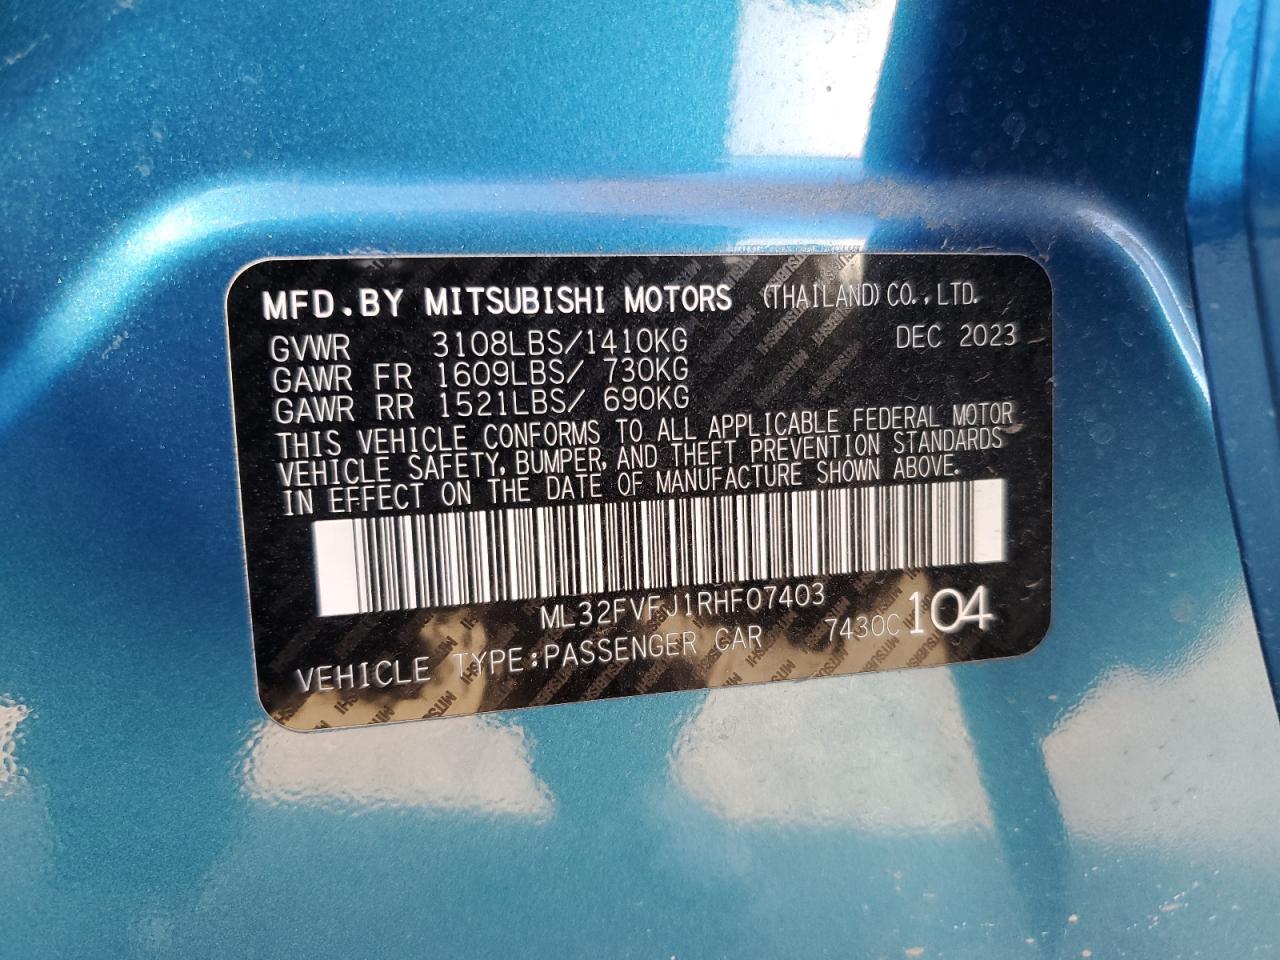 MFD.BY MITSUBISHI MOTORS (THAILAND) CO.,LTD.
GVWR 3108LBS/1410KG DEC 2023
GAWR FR 1609LBS/ 730KG
GAWR RR 1521LBS/ 690KG
THIS VEHICLE CONFORMS TO ALL APPLICABLE FEDERAL MOTOR
VEHICLE SAFETY, BUMPER, AND THEFT PREVENTION STANDARDS
IN EFFECT ON THE DATE OF MANUFACTURE SHOWN ABOVE.
ML32FVFJ1RHF07403
VEHICLE TYPE:PASSENGER CAR 7430C 104